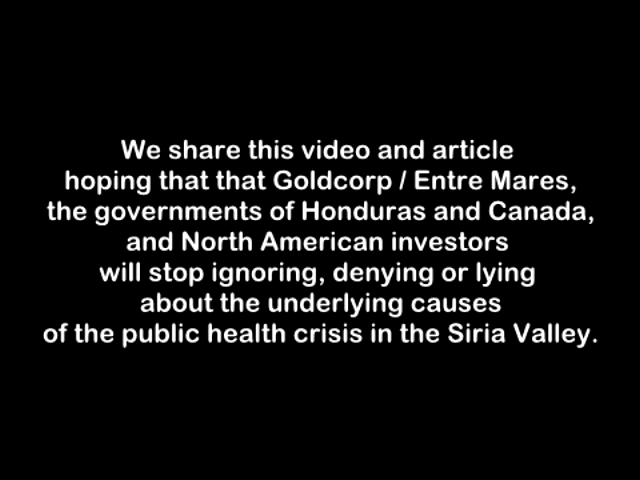 We share this video and article
hoping that that Goldcorp / Entre Mares,
the governments of Honduras and Canada,
and North American investors
will stop ignoring, denying or lying
about the underlying causes
of the public health crisis in the Siria Valley.